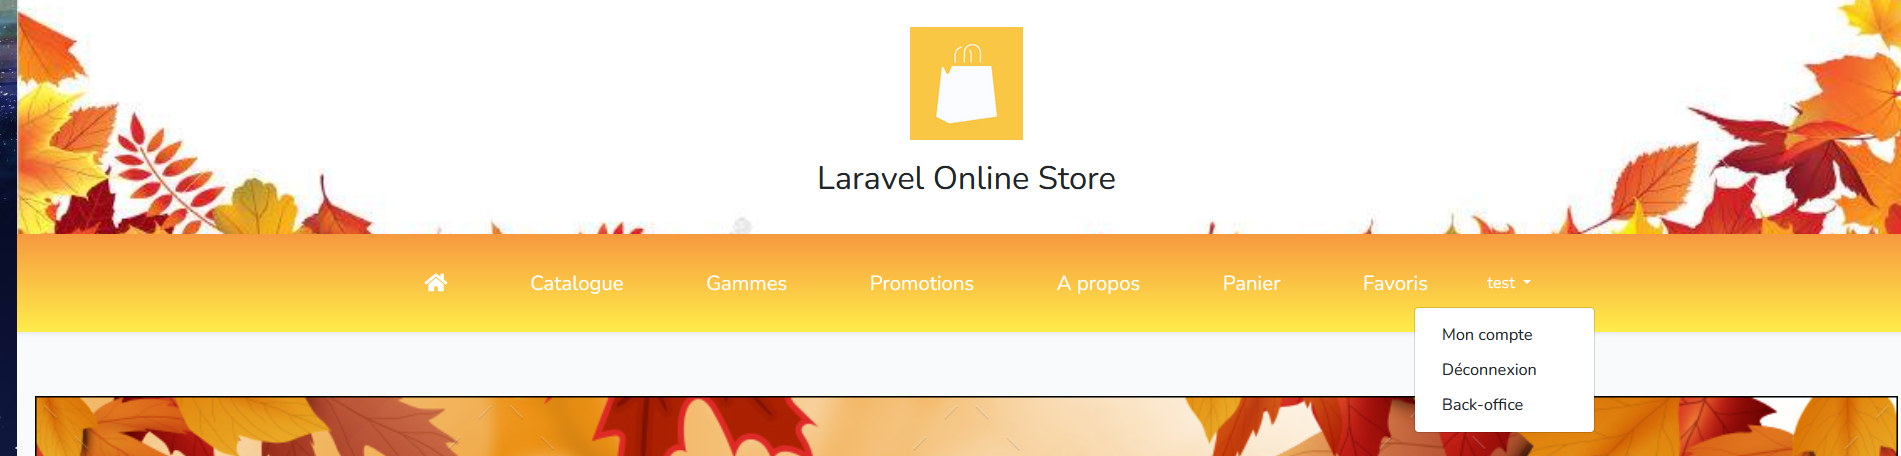 Laravel Online Store
Catalogue Gammes Promotions A propos Panier Favoris test
Mon compte
Déconnexion
Back-office